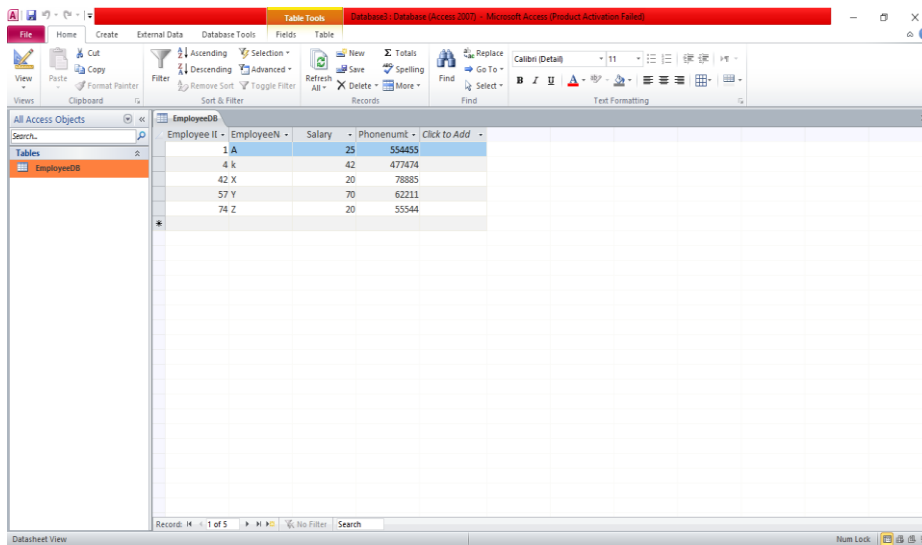 Table Tools Database3 : Database (Access 2007) - Microsoft Access (Product Activation Failed)
File Home Create External Data Database Tools Fields Table
View Paste Cut Copy Format Painter
Filter Ascending Descending Remove Sort Selection Advanced Toggle Filter
Refresh All New Save Delete Totals Spelling More
Find Replace Go To Select
Calibri (Detail) 11
B I U A
Views Clipboard Sort & Filter Records Find Text Formatting
All Access Objects
Search..
Tables
EmployeeDB
EmployeeDB
Employee II EmployeeN Salary Phonenumb Click to Add
1 A 25 554455
4 k 42 477474
42 X 20 78885
57 Y 70 62211
74 Z 20 55544
Record: 1 of 5 No Filter Search
Datasheet View Num Lock